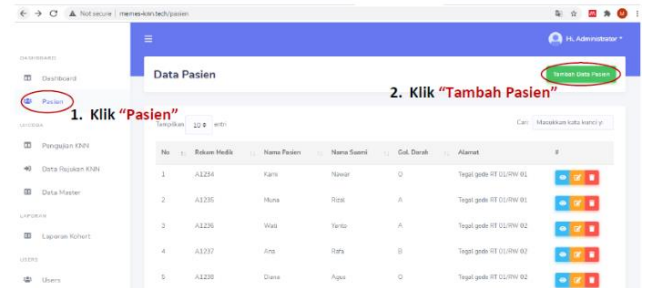 Not secure | memes-knn.tech/pasien
Hi, Administrator
DASHBOARD
Dashboard
Pasien
Pengujian KNN
Data Rujukan KNN
Data Master
LAPORAN
Laporan Kohort
USERS
Users
Data Pasien
Tambah Data Pasien
1. Klik “Pasien”
2. Klik “Tambah Pasien”
Tampilkan 10 entri
Cari: Masukkan kata kunci y
No Rekam Medik Nama Pasien Nama Suami Gol. Darah Alamat #
1 A1234 Karin Nawar O Tegal gede RT 01/RW 01
2 A1235 Muna Rizal A Tegal gede RT 01/RW 01
3 A1236 Wati Yanto A Tegal gede RT 01/RW 02
4 A1237 Ana Rafa B Tegal gede RT 01/RW 02
5 A1238 Diana Agus O Tegal gede RT 01/RW 02